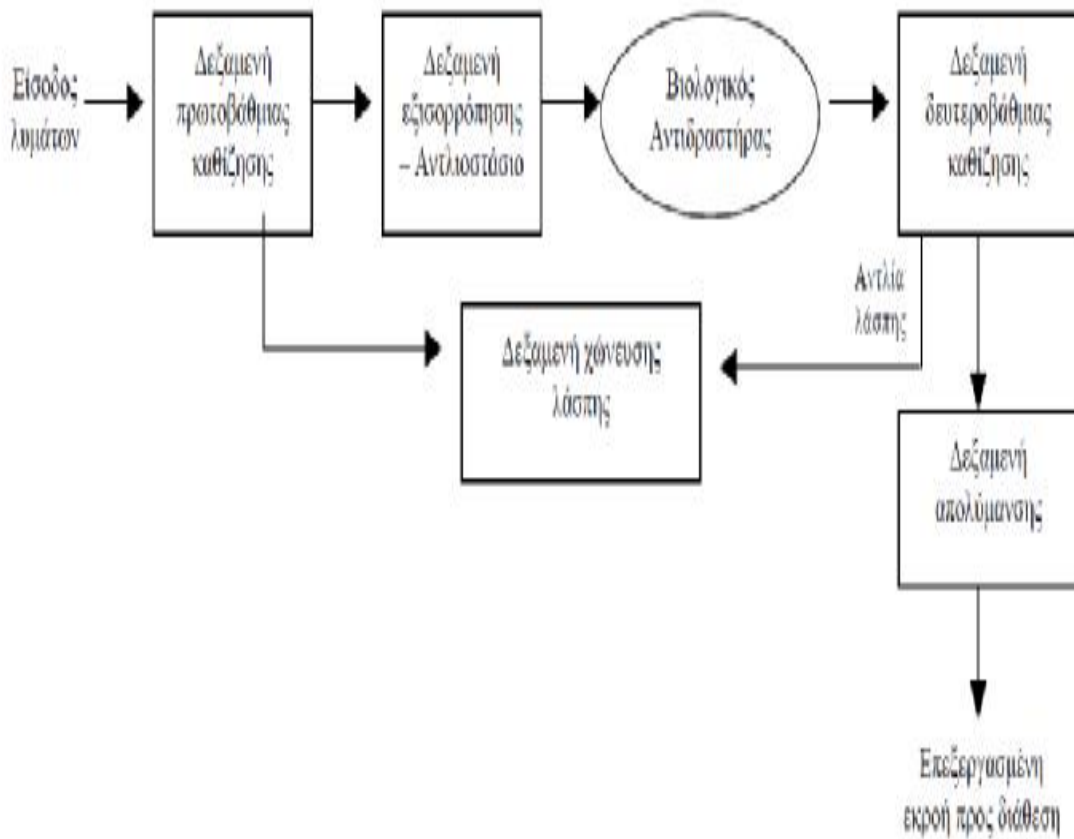 Είσοδος
λυμάτων
Δεξαμενή
πρωτοβάθμιας
καθίζησης
Δεξαμενή
εξισορρόπησης
– Αντλιοστάσιο
Βιολογικός
Αντιδραστήρας
Δεξαμενή
δευτεροβάθμιας
καθίζησης
Αντλία
λάσπης
Δεξαμενή χώνευσης
λάσπης
Δεξαμενή
απολύμανσης
Επεξεργασμένη
εκροή προς διάθεση